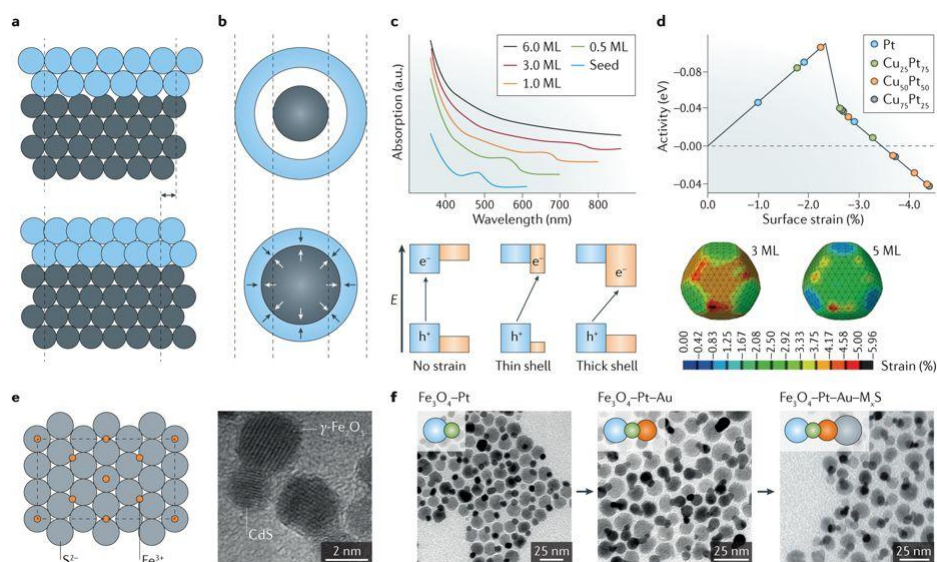 a
b
c
d
6.0 ML
3.0 ML
1.0 ML
0.5 ML
Seed
Absorption (a.u.)
400 500 600 700 800
Wavelength (nm)
Activity (eV)
−0.08
−0.04
−0.00
−0.04
0.0 −1.0 −2.0 −3.0 −4.0
Surface strain (%)
Pt
Cu₂₅Pt₇₅
Cu₅₀Pt₅₀
Cu₇₅Pt₂₅
E
e⁻ e⁻ e⁻
h⁺ h⁺ h⁺
No strain Thin shell Thick shell
3 ML
5 ML
0.00 0.42 0.83 1.25 1.67 2.08 2.50 2.92 3.33 3.75 4.17 4.58 5.00 5.96
Strain (%)
e
S²⁻
Fe³⁺
γ-Fe₂O₃
CdS
2 nm
f
Fe₃O₄–Pt
Fe₃O₄–Pt–Au
Fe₃O₄–Pt–Au–MₓS
25 nm
25 nm
25 nm